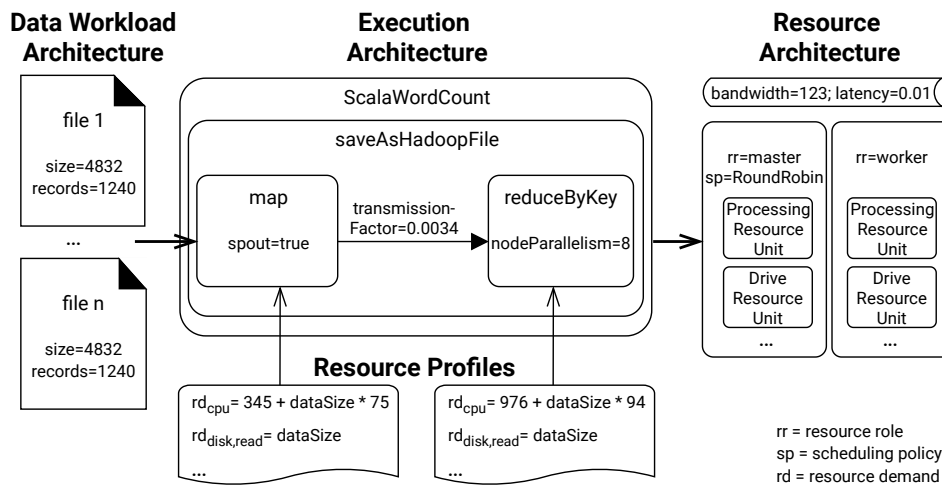 Data Workload
Architecture
file 1
size=4832
records=1240
...
file n
size=4832
records=1240
Execution
Architecture
ScalaWordCount
saveAsHadoopFile
map
spout=true
transmission-
Factor=0.0034
reduceByKey
nodeParallelism=8
Resource Profiles
rdcpu= 345 + dataSize * 75
rddisk,read= dataSize
...
rdcpu= 976 + dataSize * 94
rddisk,read= dataSize
...
Resource
Architecture
bandwidth=123; latency=0.01
rr=master
sp=RoundRobin
Processing
Resource
Unit
Drive
Resource
Unit
...
rr=worker
Processing
Resource
Unit
Drive
Resource
Unit
...
rr = resource role
sp = scheduling policy
rd = resource demand